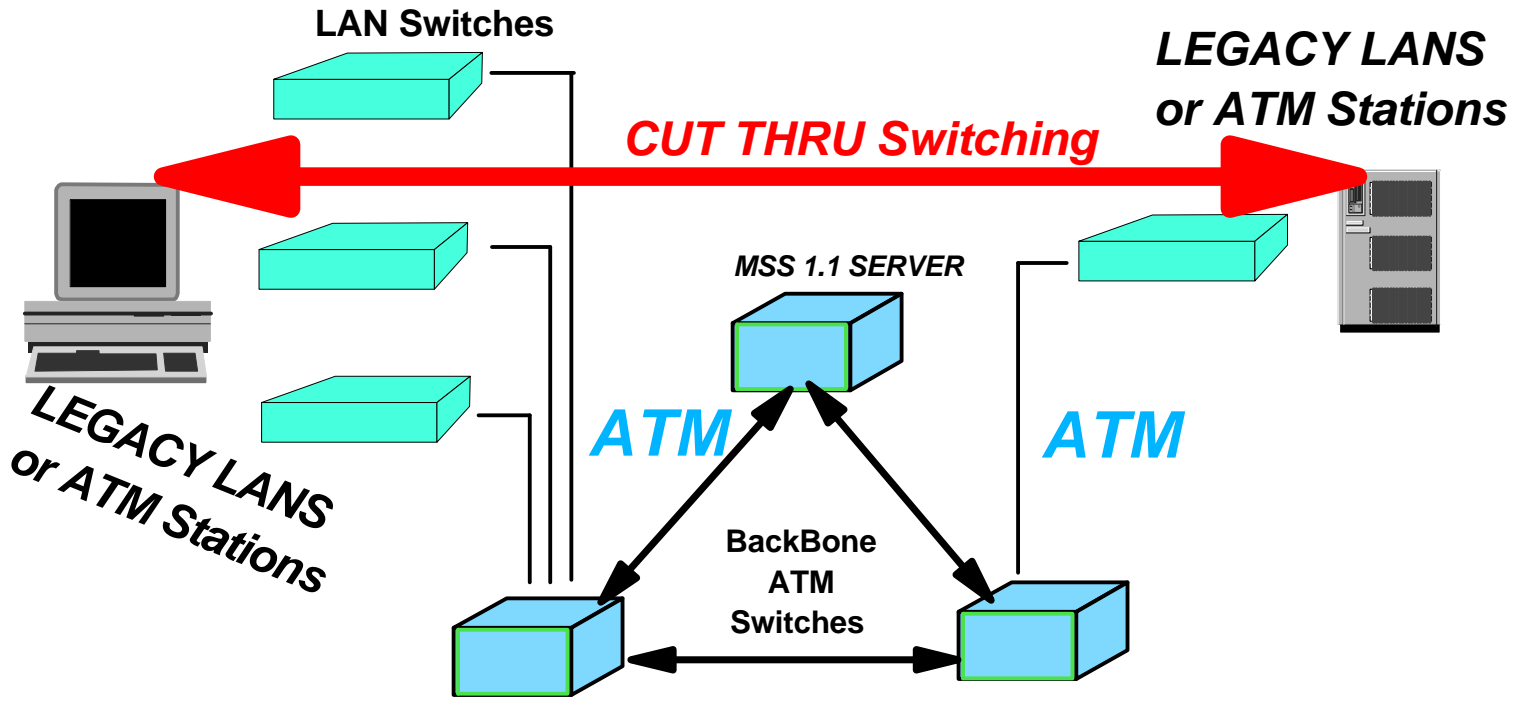 LAN Switches
LEGACY LANS
or ATM Stations
CUT THRU Switching
MSS 1.1 SERVER
ATM
ATM
LEGACY LANS
or ATM Stations
BackBone
ATM
Switches